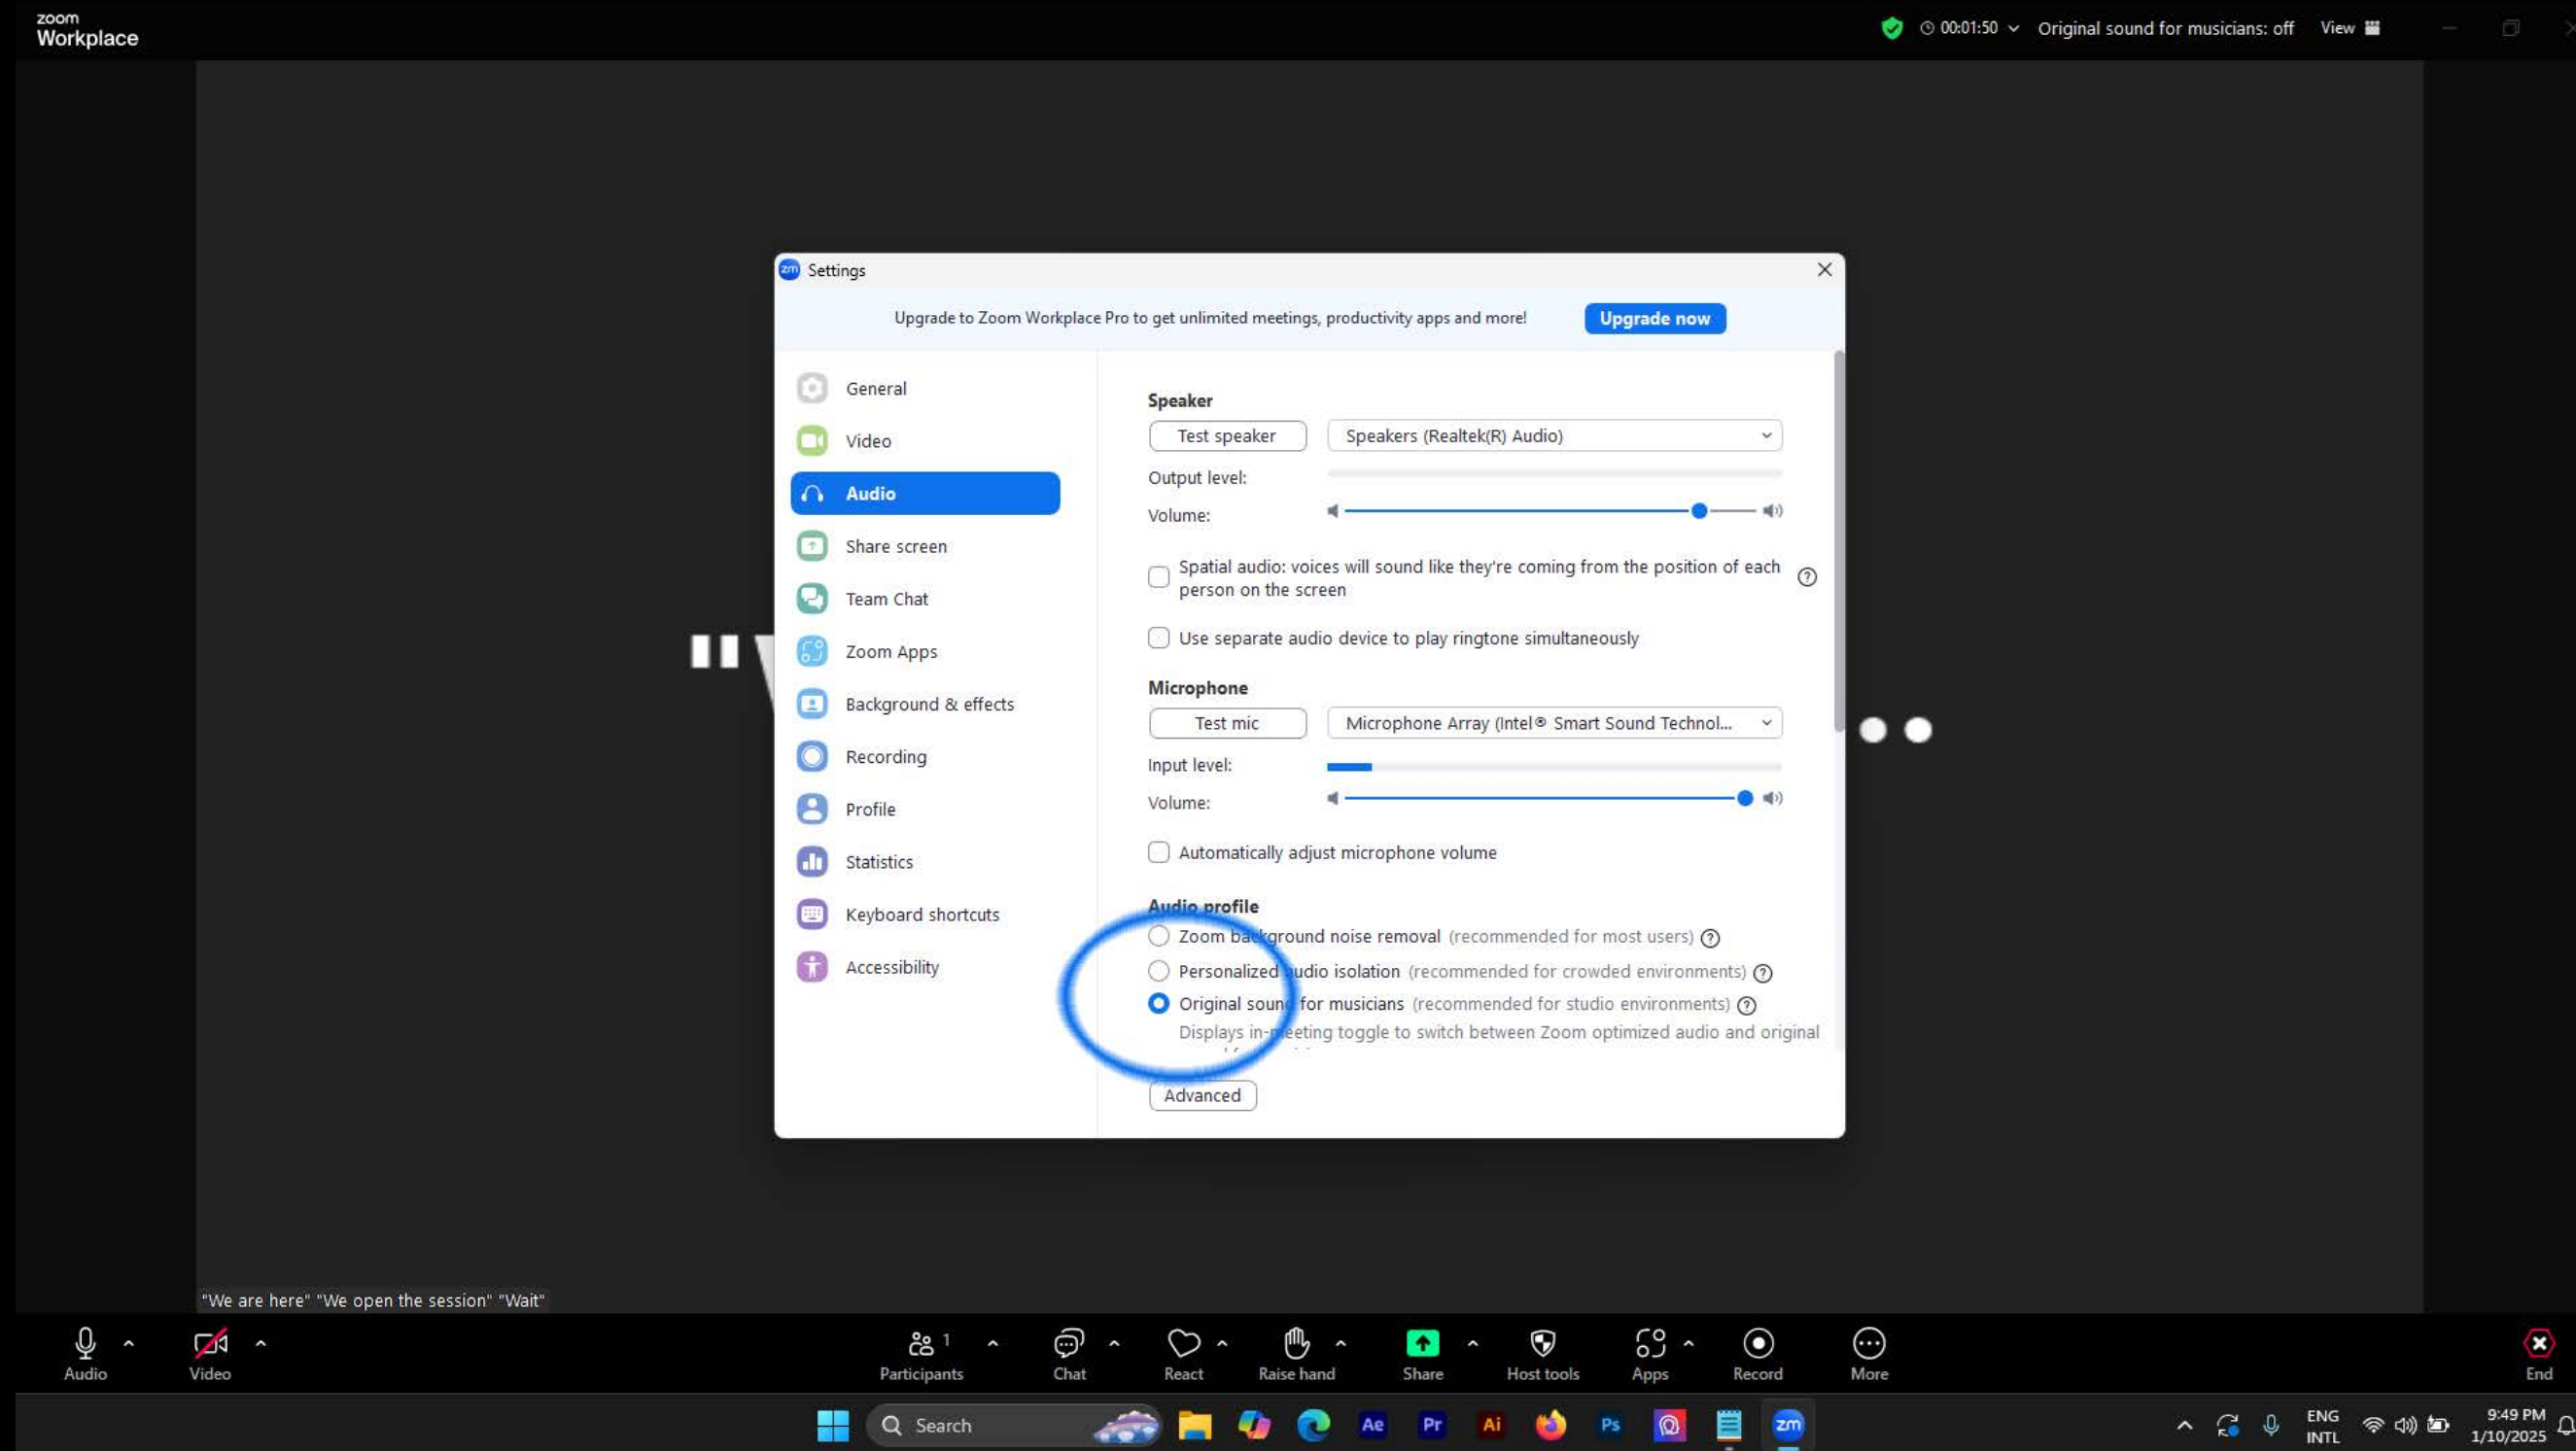 zoom
Workplace
00:01:50
Original sound for musicians: off
View
Settings
Upgrade to Zoom Workplace Pro to get unlimited meetings, productivity apps and more!
Upgrade now
General
Video
Audio
Share screen
Team Chat
Zoom Apps
Background & effects
Recording
Profile
Statistics
Keyboard shortcuts
Accessibility
Speaker
Test speaker
Speakers (Realtek(R) Audio)
Output level:
Volume:
Spatial audio: voices will sound like they're coming from the position of each
person on the screen
Use separate audio device to play ringtone simultaneously
Microphone
Test mic
Microphone Array (Intel® Smart Sound Technol...
Input level:
Volume:
Automatically adjust microphone volume
Audio profile
Zoom background noise removal (recommended for most users)
Personalized audio isolation (recommended for crowded environments)
Original sound for musicians (recommended for studio environments)
Displays in-meeting toggle to switch between Zoom optimized audio and original
Advanced
"We are here" "We open the session" "Wait"
Audio
Video
Participants 1
Chat
React
Raise hand
Share
Host tools
Apps
Record
More
End
Search
Ae
Pr
Ai
Ps
zm
ENG
INTL
9:49 PM
1/10/2025